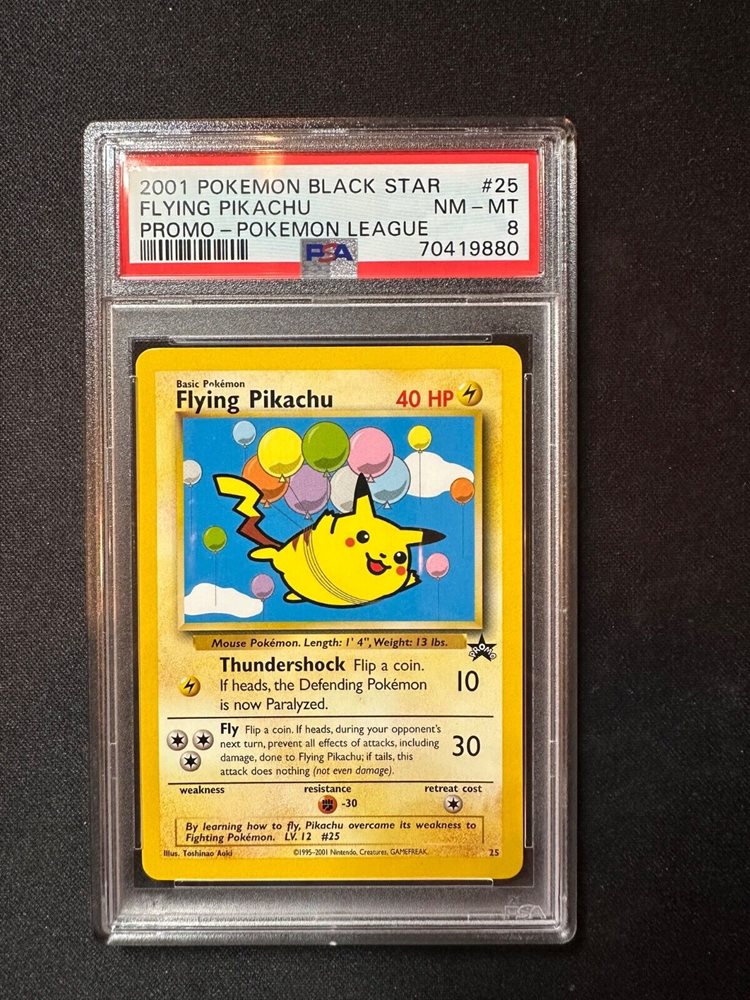 2001 POKEMON BLACK STAR #25
FLYING PIKACHU NM - MT
PROMO - POKEMON LEAGUE 8
PSA 70419880
Basic Pokémon
Flying Pikachu 40 HP
Mouse Pokémon. Length: 1' 4", Weight: 13 lbs.
PROMO
Thundershock Flip a coin.
If heads, the Defending Pokémon 10
is now Paralyzed.
Fly Flip a coin. If heads, during your opponent's
next turn, prevent all effects of attacks, including
damage, done to Flying Pikachu; if tails, this 30
attack does nothing (not even damage).
weakness resistance retreat cost
-30
By learning how to fly, Pikachu overcame its weakness to
Fighting Pokémon. LV. 12 #25
Illus. Toshinao Aoki ©1995-2001 Nintendo, Creatures, GAMEFREAK. 25
PSA